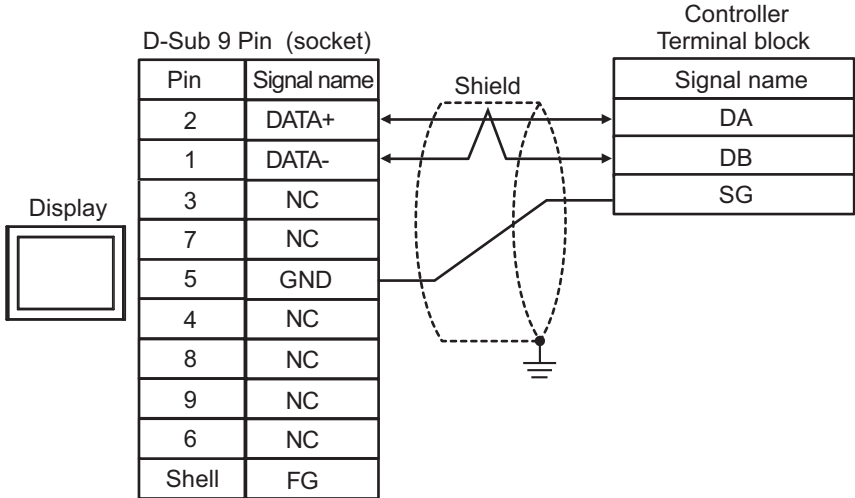 Controller
D-Sub 9 Pin (socket) Terminal block
Pin Signal name Shield Signal name
2 DATA+ DA
1 DATA- DB
3 NC SG
Display
7 NC
5 GND
4 NC
8 NC
9 NC
6 NC
Shell FG